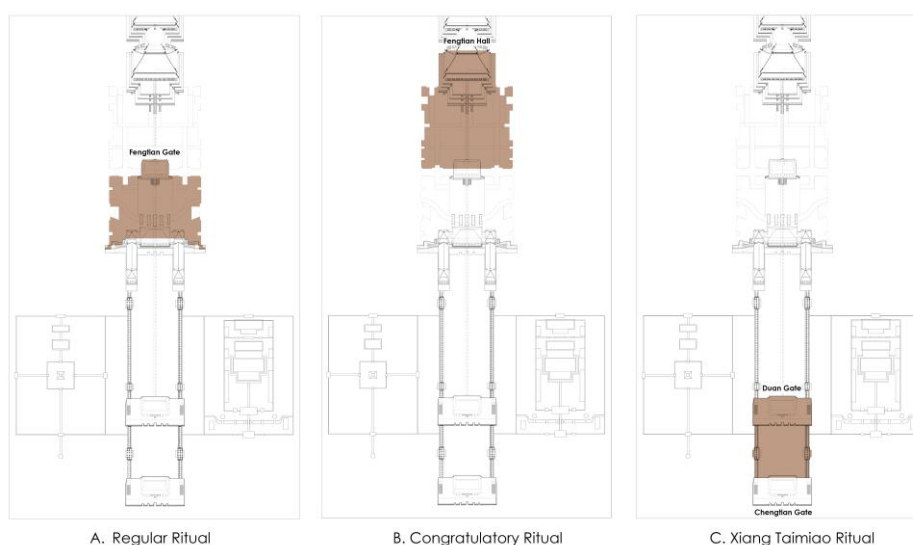 Fengtian Gate
A. Regular Ritual
Fengtian Hall
B. Congratulatory Ritual
Duan Gate
Chengtian Gate
C. Xiang Taimiao Ritual